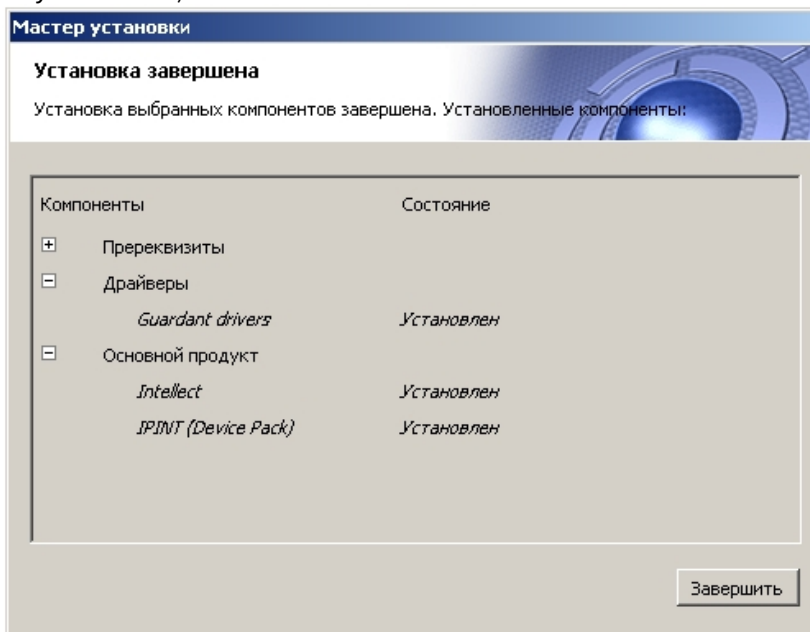 Мастер установки
Установка завершена
Установка выбранных компонентов завершена. Установленные компоненты:
Компоненты Состояние
Пререквизиты
Драйверы
Guardant drivers Установлен
Основной продукт
Intellect Установлен
IPINT (Device Pack) Установлен
Завершить